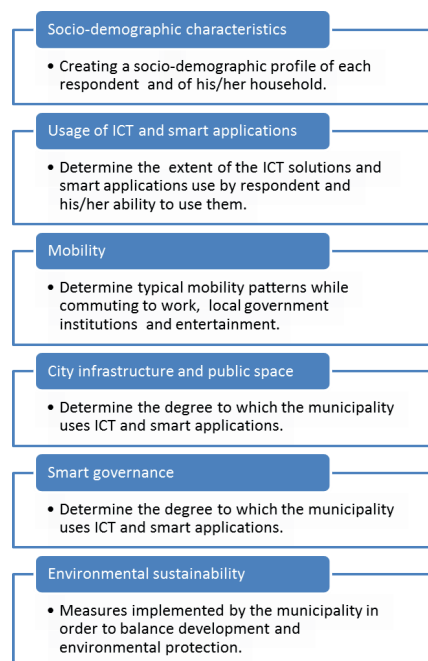 Socio-demographic characteristics
• Creating a socio-demographic profile of each
respondent and of his/her household.
Usage of ICT and smart applications
• Determine the extent of the ICT solutions and
smart applications use by respondent and
his/her ability to use them.
Mobility
• Determine typical mobility patterns while
commuting to work, local government
institutions and entertainment.
City infrastructure and public space
• Determine the degree to which the municipality
uses ICT and smart applications.
Smart governance
• Determine the degree to which the municipality
uses ICT and smart applications.
Environmental sustainability
• Measures implemented by the municipality in
order to balance development and
environmental protection.